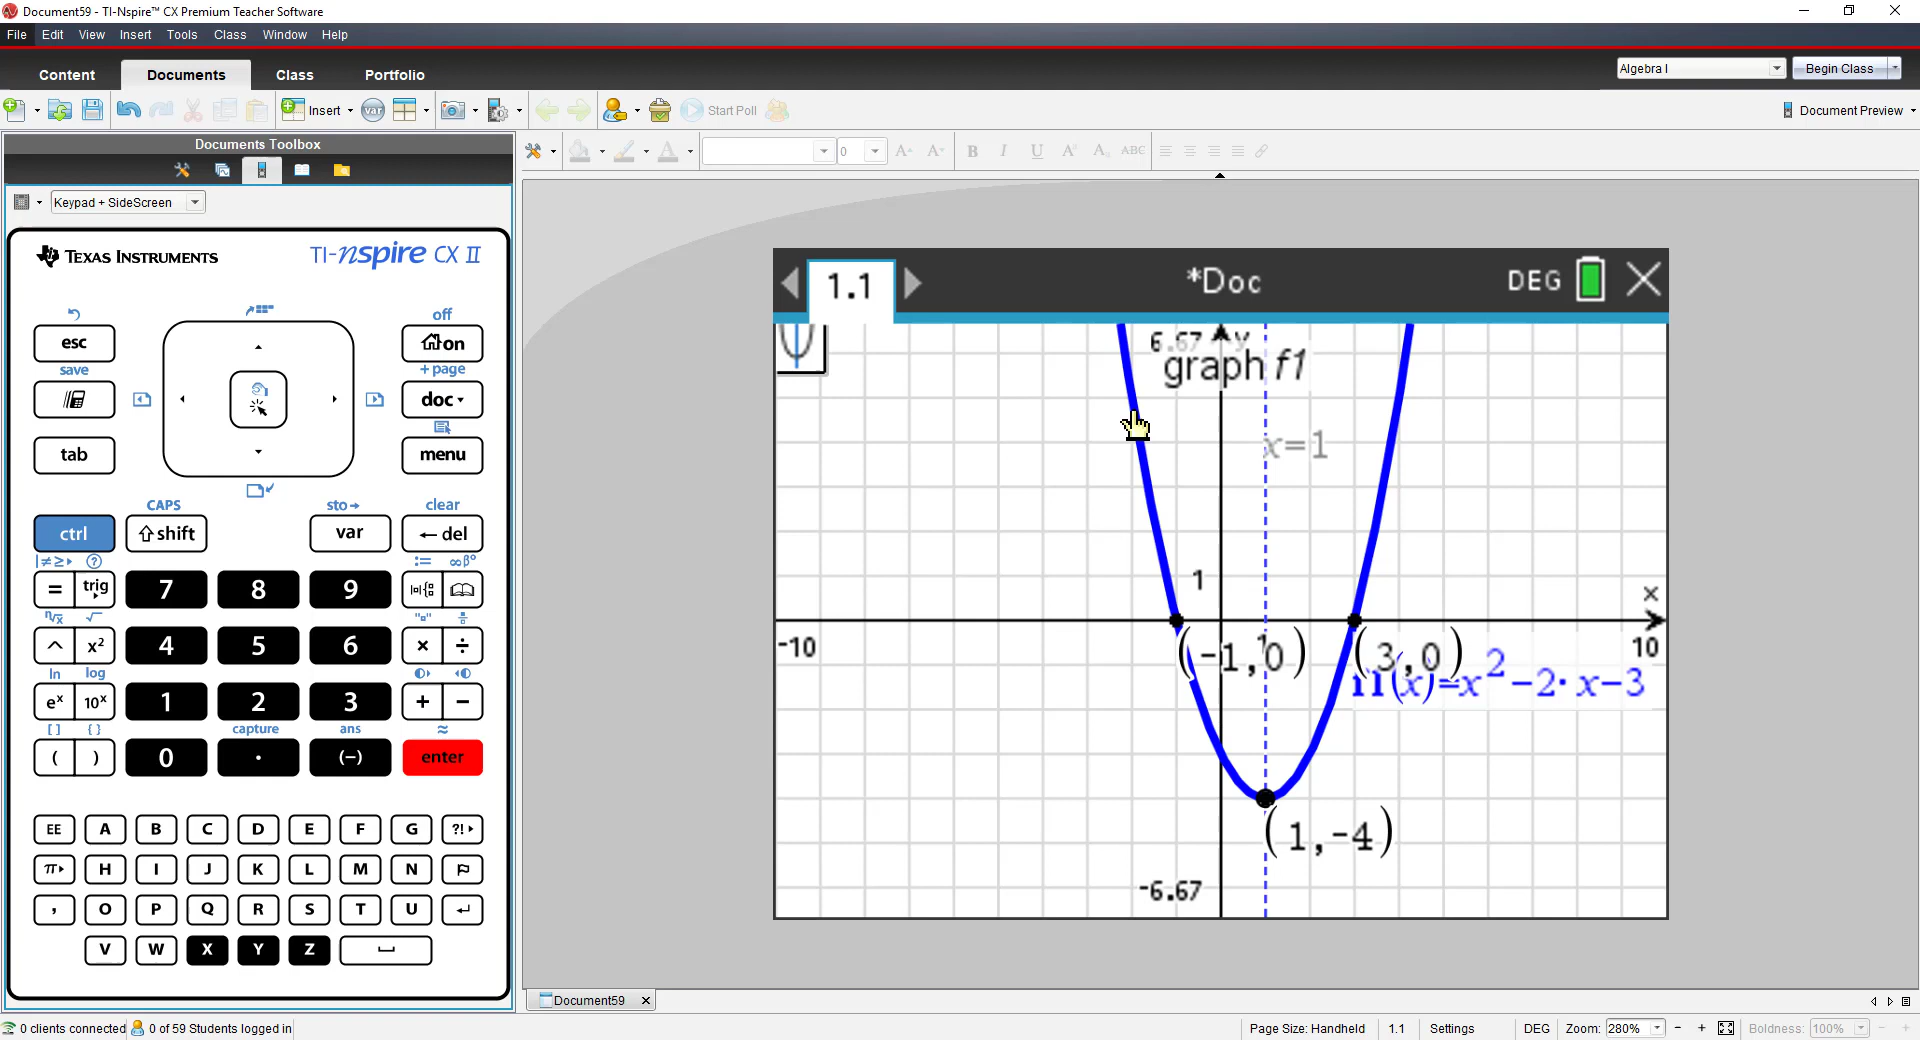 Document59 - TI-Nspire™ CX Premium Teacher Software
File Edit View Insert Tools Class Window Help
Content Documents Class Portfolio
Algebra I Begin Class
Insert var Start Poll Document Preview
Documents Toolbox
0 A A B I U A A ABC
Keypad + SideScreen
TEXAS INSTRUMENTS TI-nspire CX II
off
esc on
save + page
doc
tab menu
CAPS sto→ clear
ctrl shift var ← del
|≠≥▸ ? := ∞β°
= trig 7 8 9
ⁿ√x √ "▫"
^ x² 4 5 6 × ÷
ln log
eˣ 10ˣ 1 2 3 + −
[ ] { } capture ans ≈
( ) 0 . (−) enter
EE A B C D E F G ?!▸
π▸ H I J K L M N
, O P Q R S T U ↵
V W X Y Z
1.1 *Doc DEG
6.67 y
graph f1
x=1
1
x
-10 (-1,0) 1 (3,0) 10
f1(x)=x²-2·x-3
(1,-4)
-6.67
Document59
0 clients connected 0 of 59 Students logged in Page Size: Handheld 1.1 Settings DEG Zoom: 280% - + Boldness: 100% - +